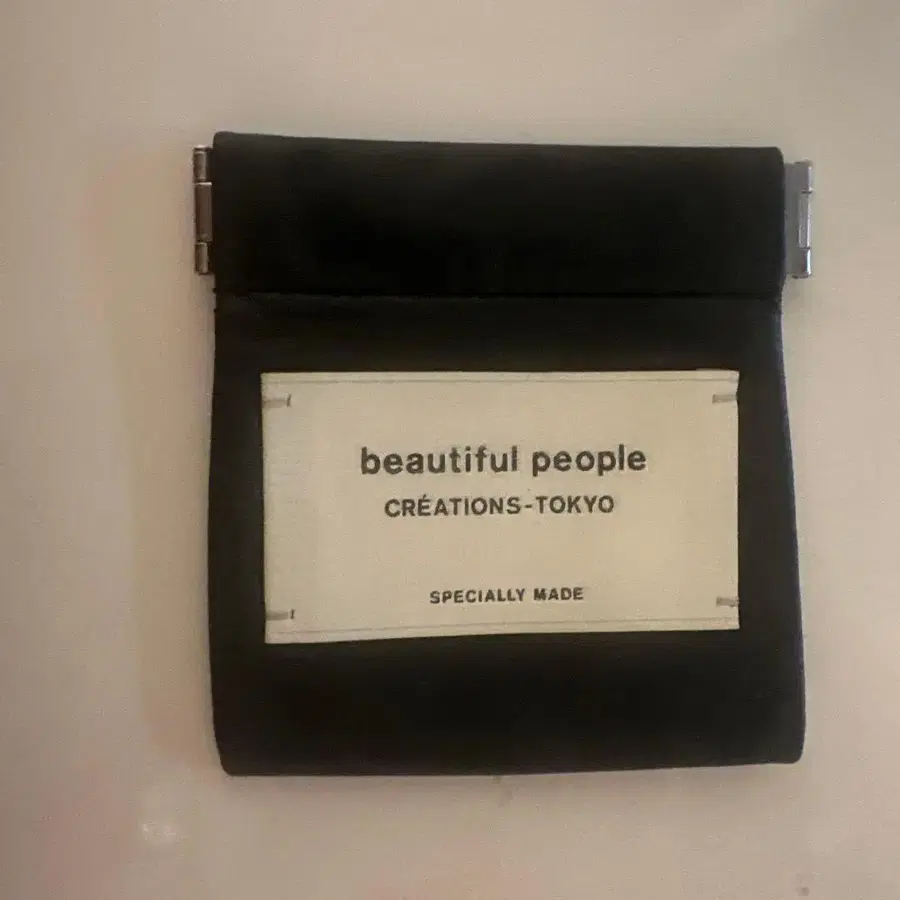 beautiful people
CRÉATIONS-TOKYO
SPECIALLY MADE